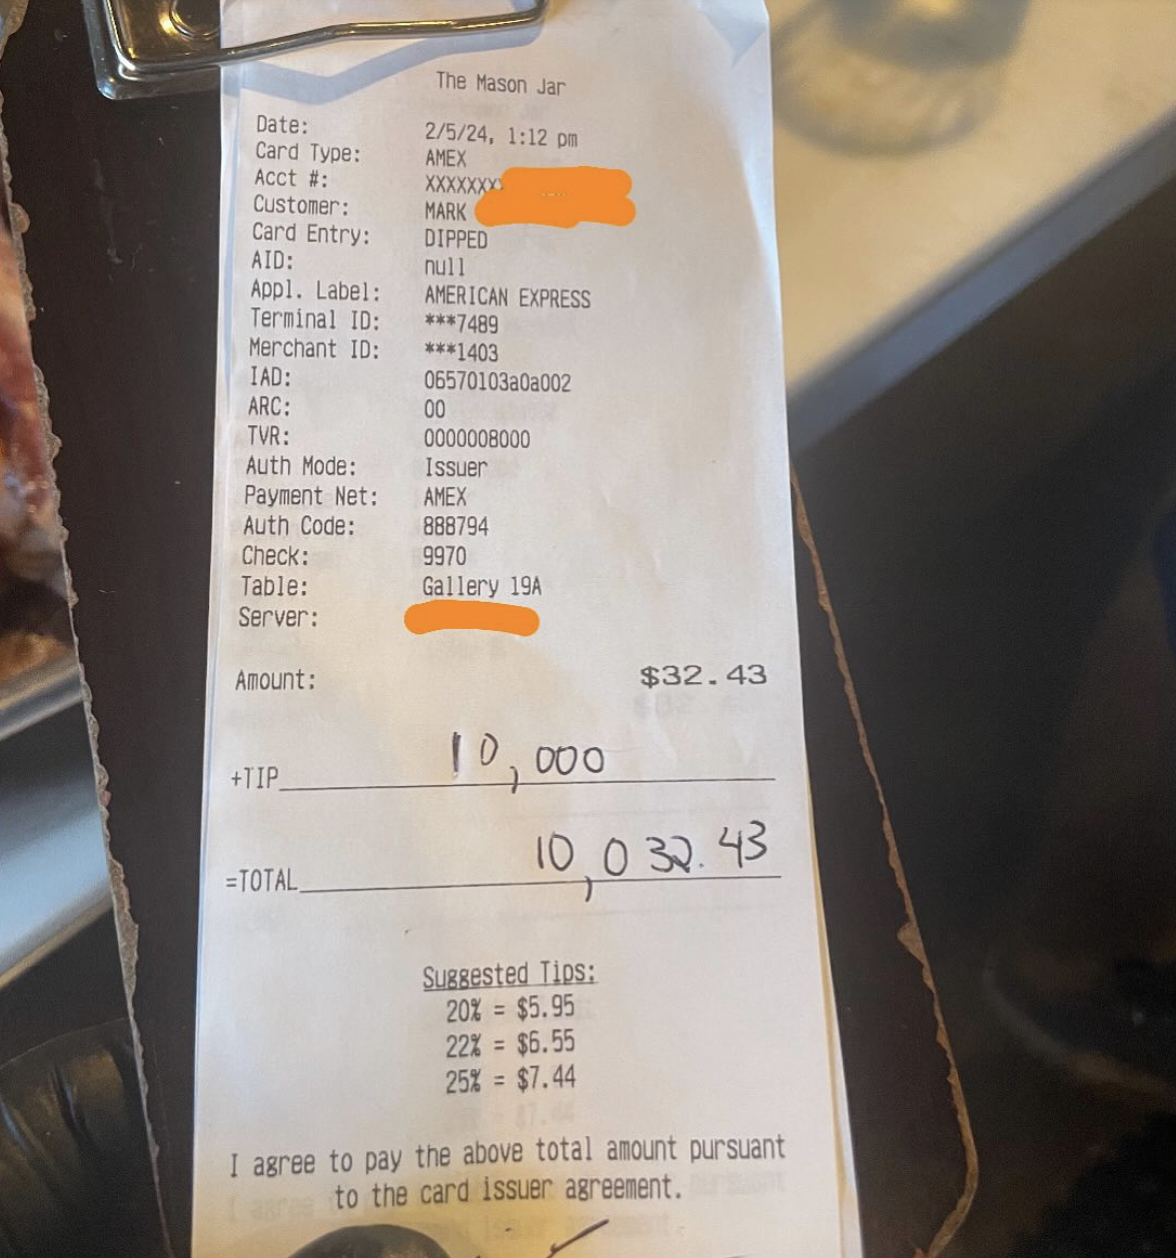 The Mason Jar
Date: 2/5/24, 1:12 pm
Card Type: AMEX
Acct #: XXXXXXX
Customer: MARK
Card Entry: DIPPED
AID: null
Appl. Label: AMERICAN EXPRESS
Terminal ID: ***7489
Merchant ID: ***1403
IAD: 06570103a0a002
ARC: 00
TVR: 0000008000
Auth Mode: Issuer
Payment Net: AMEX
Auth Code: 888794
Check: 9970
Table: Gallery 19A
Server:
Amount: $32.43
+TIP 10,000
=TOTAL 10,032.43
Suggested Tips:
20% = $5.95
22% = $6.55
25% = $7.44
I agree to pay the above total amount pursuant
to the card issuer agreement.